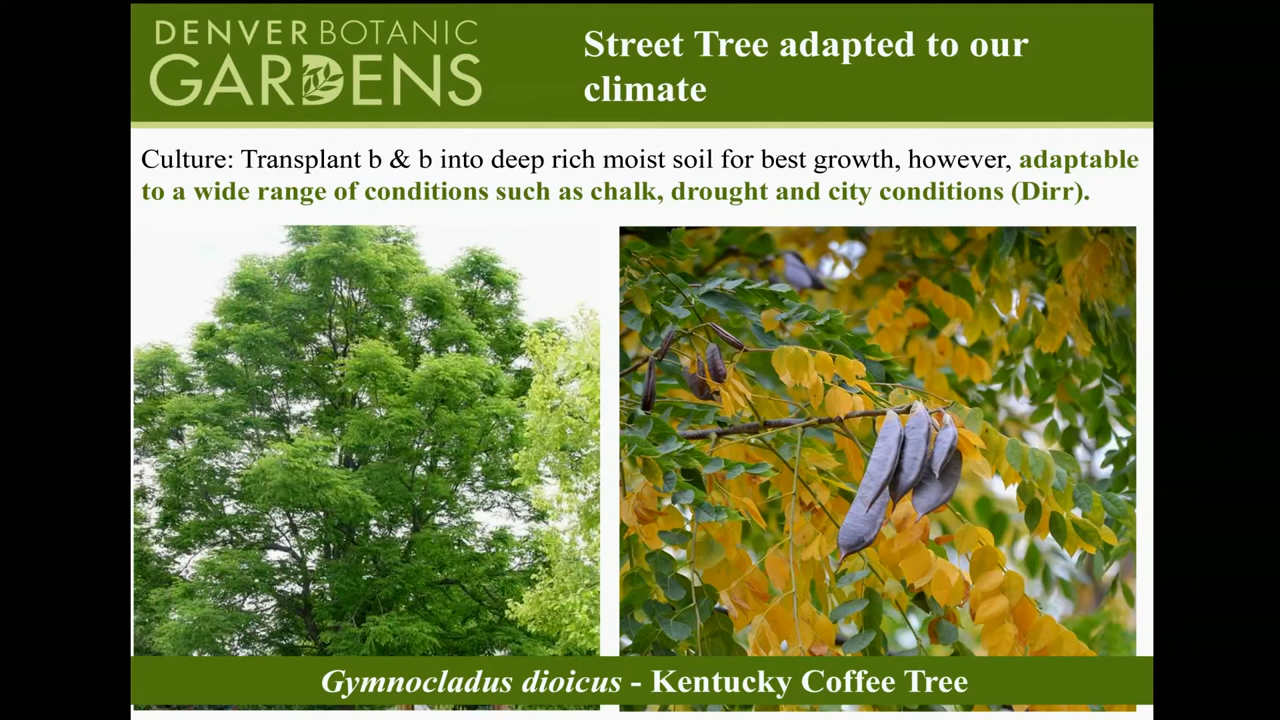 DENVER BOTANIC
GARDENS
Street Tree adapted to our
climate
Culture: Transplant b & b into deep rich moist soil for best growth, however, adaptable
to a wide range of conditions such as chalk, drought and city conditions (Dirr).
Gymnocladus dioicus - Kentucky Coffee Tree